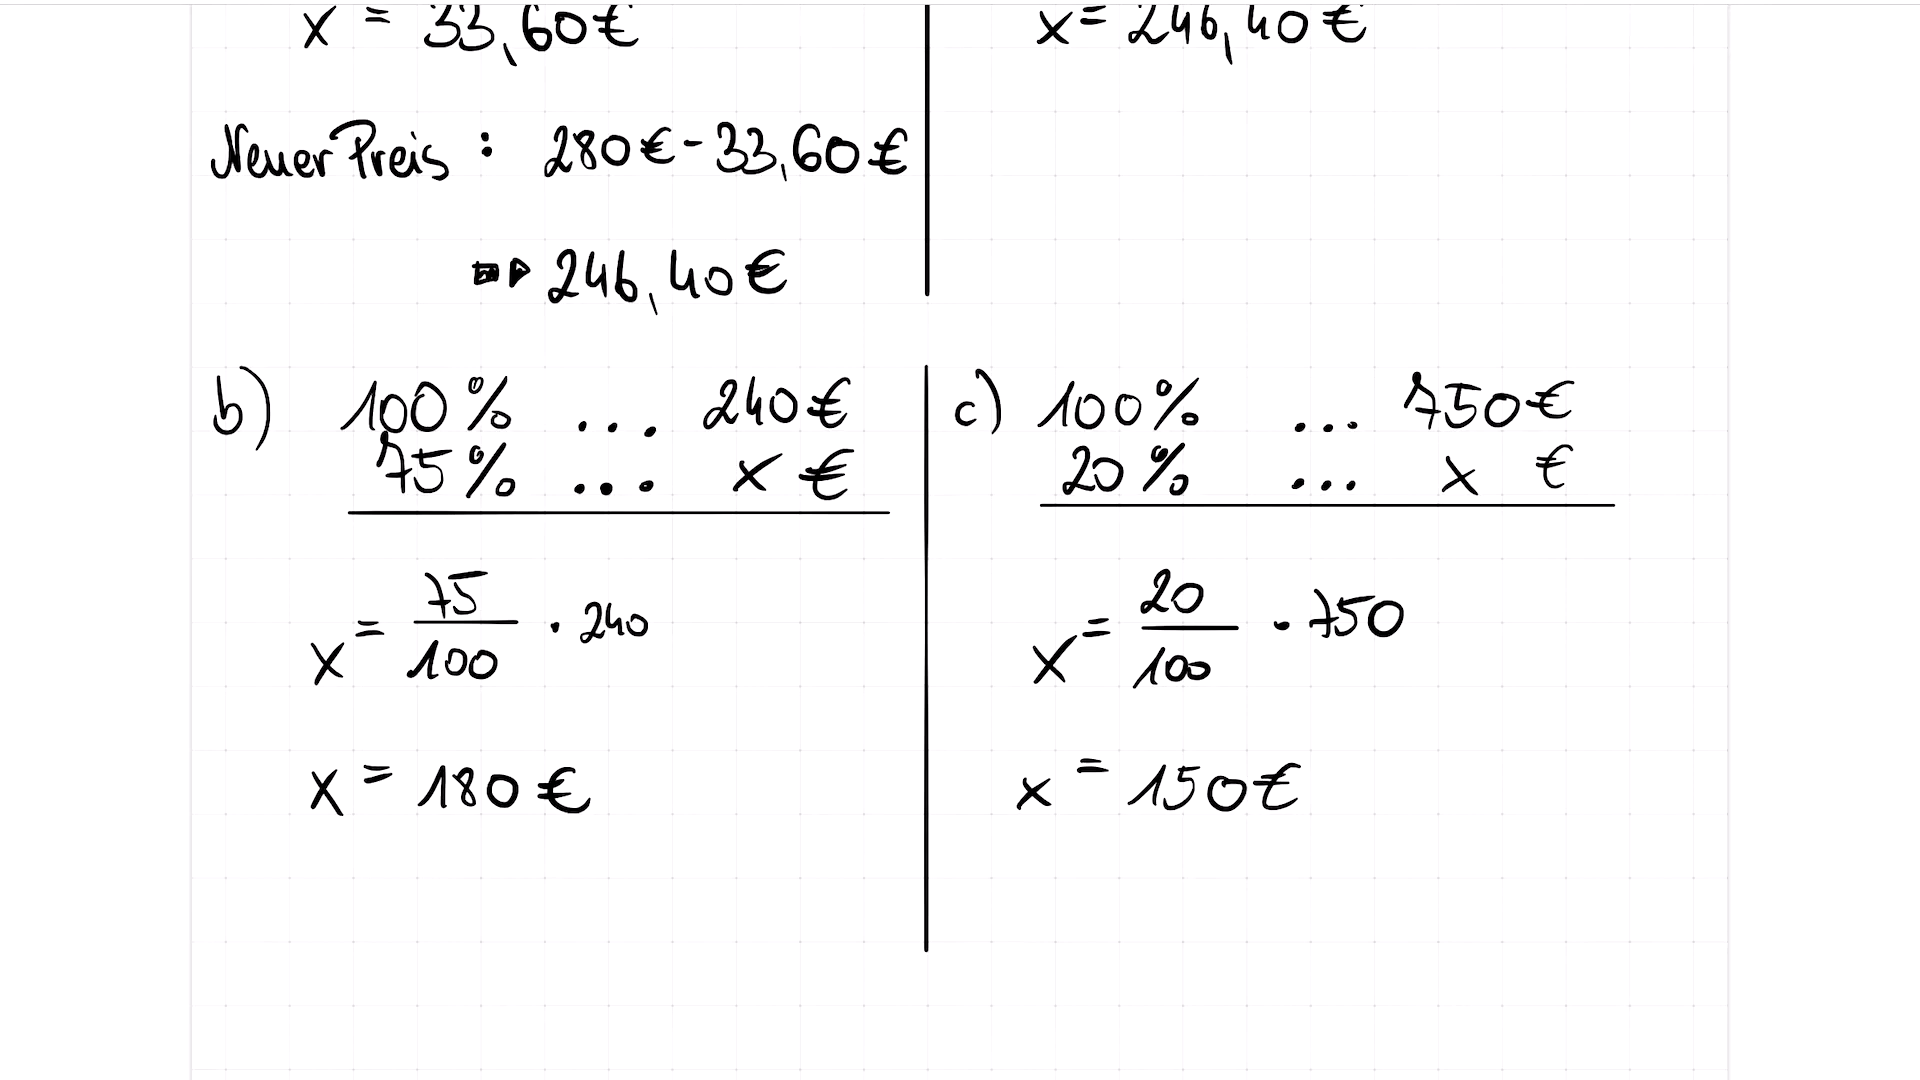 x = 33,60€
Neuer Preis : 280€ - 33,60€
⇒ 246,40€
x = 246,40€
b) 100% ... 240€
75% ... x €
x = 75/100 · 240
x = 180€
c) 100% ... 750€
20% ... x €
x = 20/100 · 750
x = 150€